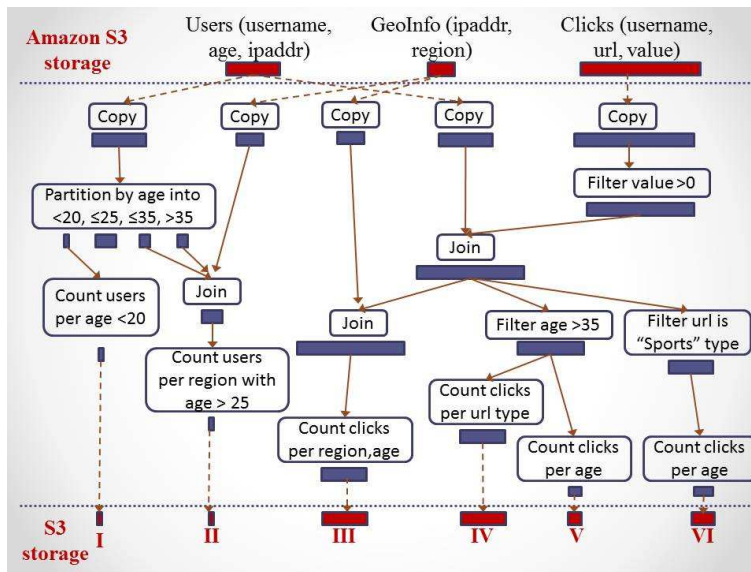 Amazon S3
storage
Users (username,
age, ipaddr)
GeoInfo (ipaddr,
region)
Clicks (username,
url, value)
Copy
Copy
Copy
Copy
Copy
Partition by age into
<20, ≤25, ≤35, >35
Filter value >0
Join
Count users
per age <20
Join
Join
Filter age >35
Filter url is
“Sports” type
Count users
per region with
age > 25
Count clicks
per url type
Count clicks
per region,age
Count clicks
per age
Count clicks
per age
S3
storage
I
II
III
IV
V
VI